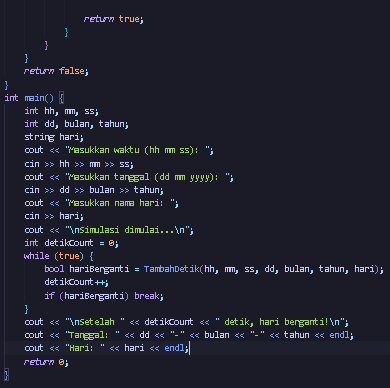 return true;
}
}
}
return false;
}
int main() {
int hh, mm, ss;
int dd, bulan, tahun;
string hari;
cout << "Masukkan waktu (hh mm ss): ";
cin >> hh >> mm >> ss;
cout << "Masukkan tanggal (dd mm yyyy): ";
cin >> dd >> bulan >> tahun;
cout << "Masukkan nama hari: ";
cin >> hari;
cout << "\nSimulasi dimulai...\n";
int detikCount = 0;
while (true) {
bool hariBerganti = TambahDetik(hh, mm, ss, dd, bulan, tahun, hari);
detikCount++;
if (hariBerganti) break;
}
cout << "\nSetelah " << detikCount << " detik, hari berganti!\n";
cout << "Tanggal: " << dd << "-" << bulan << "-" << tahun << endl;
cout << "Hari: " << hari << endl;
return 0;
}